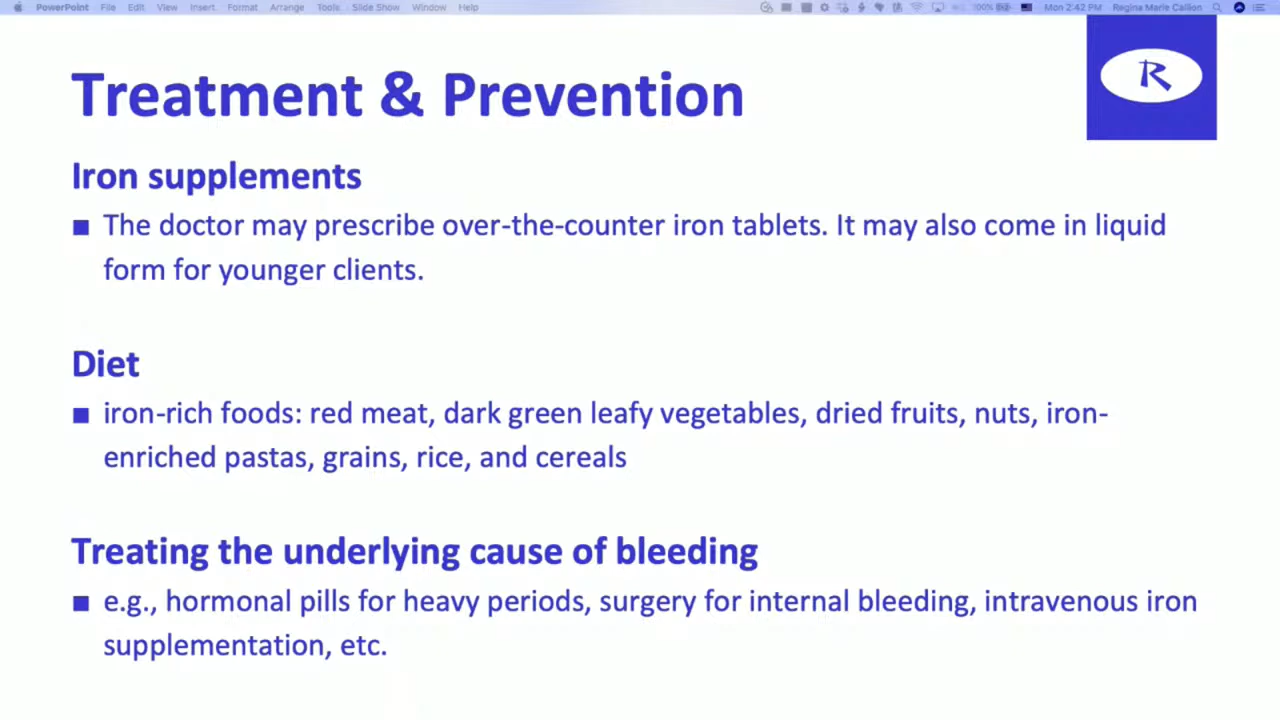 PowerPoint File Edit View Insert Format Arrange Tools Slide Show Window Help 100% Mon 2:42 PM Regina Marie Callion
Treatment & Prevention
R
Iron supplements
■ The doctor may prescribe over-the-counter iron tablets. It may also come in liquid
form for younger clients.
Diet
■ iron-rich foods: red meat, dark green leafy vegetables, dried fruits, nuts, iron-
enriched pastas, grains, rice, and cereals
Treating the underlying cause of bleeding
■ e.g., hormonal pills for heavy periods, surgery for internal bleeding, intravenous iron
supplementation, etc.